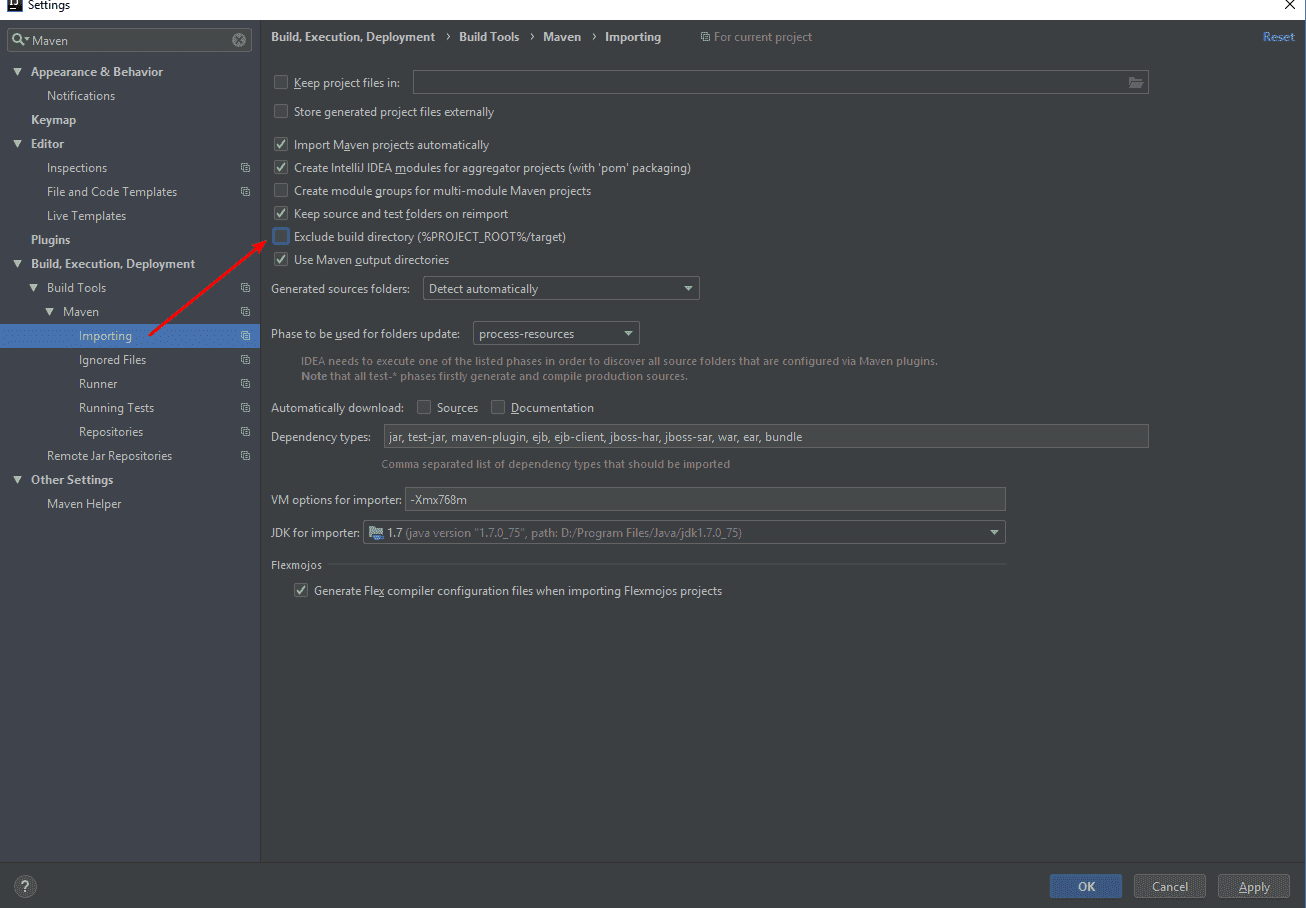 Settings
Maven
Appearance & Behavior
Notifications
Keymap
Editor
Inspections
File and Code Templates
Live Templates
Plugins
Build, Execution, Deployment
Build Tools
Maven
Importing
Ignored Files
Runner
Running Tests
Repositories
Remote Jar Repositories
Other Settings
Maven Helper
Build, Execution, Deployment › Build Tools › Maven › Importing For current project Reset
Keep project files in:
Store generated project files externally
Import Maven projects automatically
Create IntelliJ IDEA modules for aggregator projects (with 'pom' packaging)
Create module groups for multi-module Maven projects
Keep source and test folders on reimport
Exclude build directory (%PROJECT_ROOT%/target)
Use Maven output directories
Generated sources folders: Detect automatically
Phase to be used for folders update: process-resources
IDEA needs to execute one of the listed phases in order to discover all source folders that are configured via Maven plugins.
Note that all test-* phases firstly generate and compile production sources.
Automatically download: Sources Documentation
Dependency types: jar, test-jar, maven-plugin, ejb, ejb-client, jboss-har, jboss-sar, war, ear, bundle
Comma separated list of dependency types that should be imported
VM options for importer: -Xmx768m
JDK for importer: 1.7 (java version "1.7.0_75", path: D:/Program Files/Java/jdk1.7.0_75)
Flexmojos
Generate Flex compiler configuration files when importing Flexmojos projects
? OK Cancel Apply